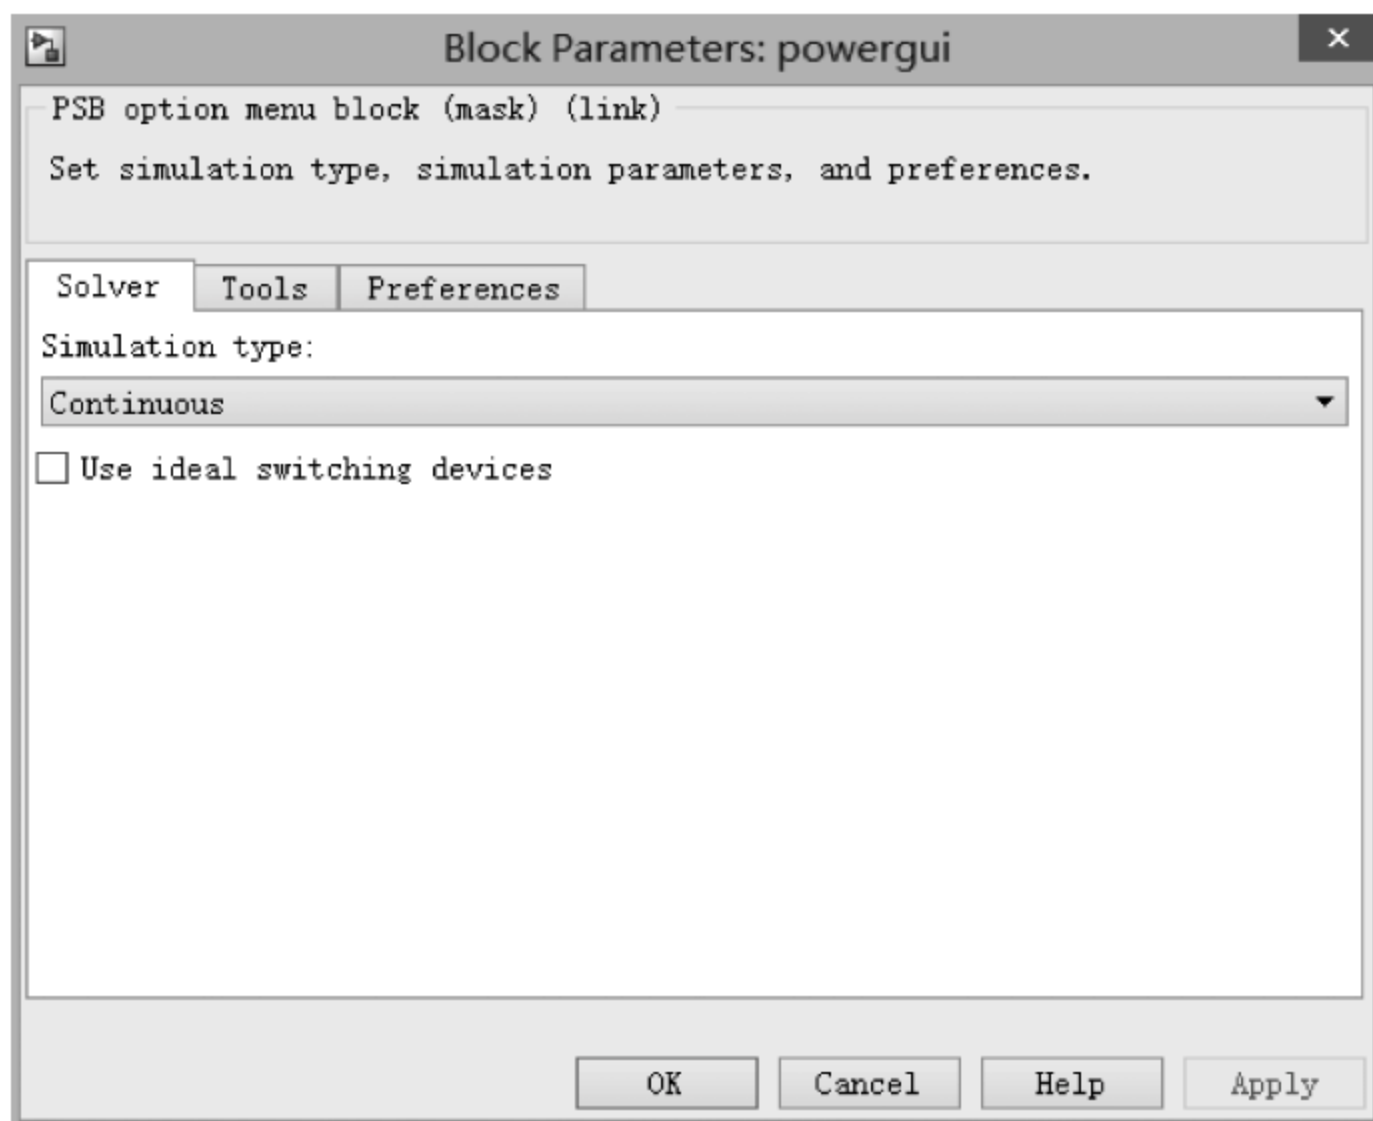 Block Parameters: powergui
PSB option menu block (mask) (link)
Set simulation type, simulation parameters, and preferences.
Solver Tools Preferences
Simulation type:
Continuous
Use ideal switching devices
OK Cancel Help Apply